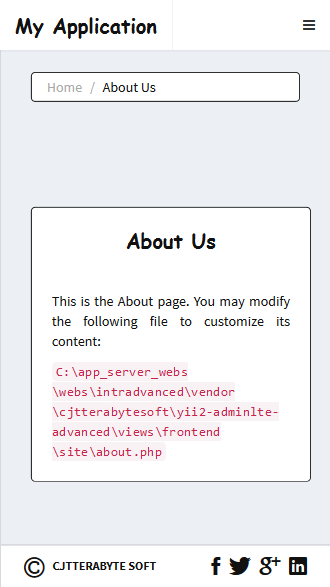 My Application
Home / About Us
About Us
This is the About page. You may modify
the following file to customize its
content:
C:\app_server_webs
\webs\intradvanced\vendor
\cjtterabytesoft\yii2-adminlte-
advanced\views\frontend
\site\about.php
© CJTTERABYTE SOFT